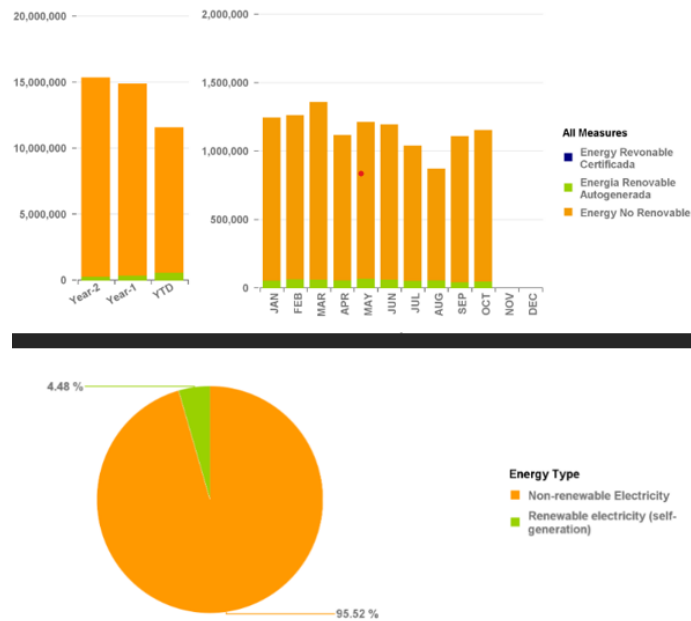 20,000,000
15,000,000
10,000,000
5,000,000
0
Year-2
Year-1
YTD
2,000,000
1,500,000
1,000,000
500,000
0
JAN
FEB
MAR
APR
MAY
JUN
JUL
AUG
SEP
OCT
NOV
DEC
All Measures
Energy Revonable
Certificada
Energia Renovable
Autogenerada
Energy No Renovable
4.48 %
95.52 %
Energy Type
Non-renewable Electricity
Renewable electricity (self-
generation)